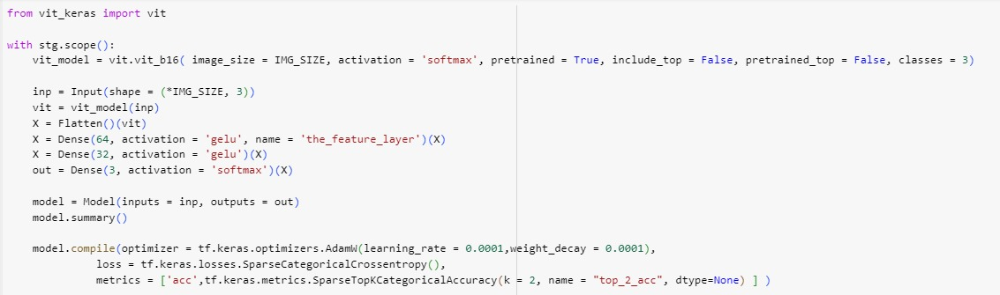 from vit_keras import vit
with stg.scope():
vit_model = vit.vit_b16( image_size = IMG_SIZE, activation = 'softmax', pretrained = True, include_top = False, pretrained_top = False, classes = 3)
inp = Input(shape = (*IMG_SIZE, 3))
vit = vit_model(inp)
X = Flatten()(vit)
X = Dense(64, activation = 'gelu', name = 'the_feature_layer')(X)
X = Dense(32, activation = 'gelu')(X)
out = Dense(3, activation = 'softmax')(X)
model = Model(inputs = inp, outputs = out)
model.summary()
model.compile(optimizer = tf.keras.optimizers.AdamW(learning_rate = 0.0001,weight_decay = 0.0001),
loss = tf.keras.losses.SparseCategoricalCrossentropy(),
metrics = ['acc',tf.keras.metrics.SparseTopKCategoricalAccuracy(k = 2, name = "top_2_acc", dtype=None) ] )